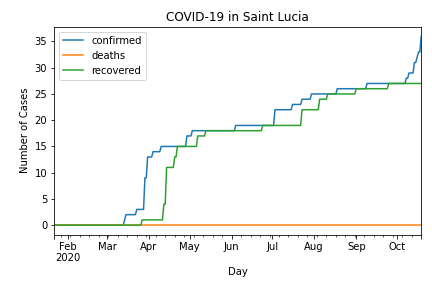 COVID-19 in Saint Lucia
confirmed
deaths
recovered
Number of Cases
35
30
25
20
15
10
5
0
Feb
2020
Mar
Apr
May
Jun
Jul
Aug
Sep
Oct
Day